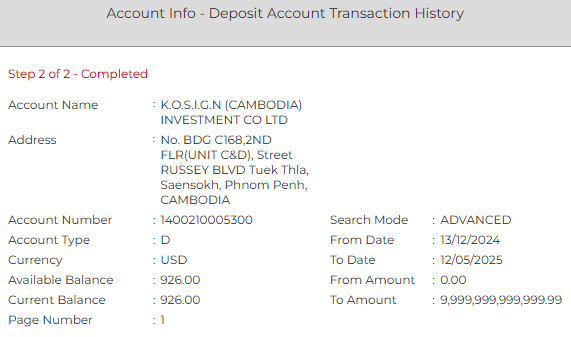 Account Info - Deposit Account Transaction History
Step 2 of 2 - Completed
Account Name : K.O.S.I.G.N (CAMBODIA)
INVESTMENT CO LTD
Address : No. BDG C168,2ND
FLR(UNIT C&D), Street
RUSSEY BLVD Tuek Thla,
Saensokh, Phnom Penh,
CAMBODIA
Account Number : 1400210005300 Search Mode : ADVANCED
Account Type : D From Date : 13/12/2024
Currency : USD To Date : 12/05/2025
Available Balance : 926.00 From Amount : 0.00
Current Balance : 926.00 To Amount : 9,999,999,999,999.99
Page Number : 1